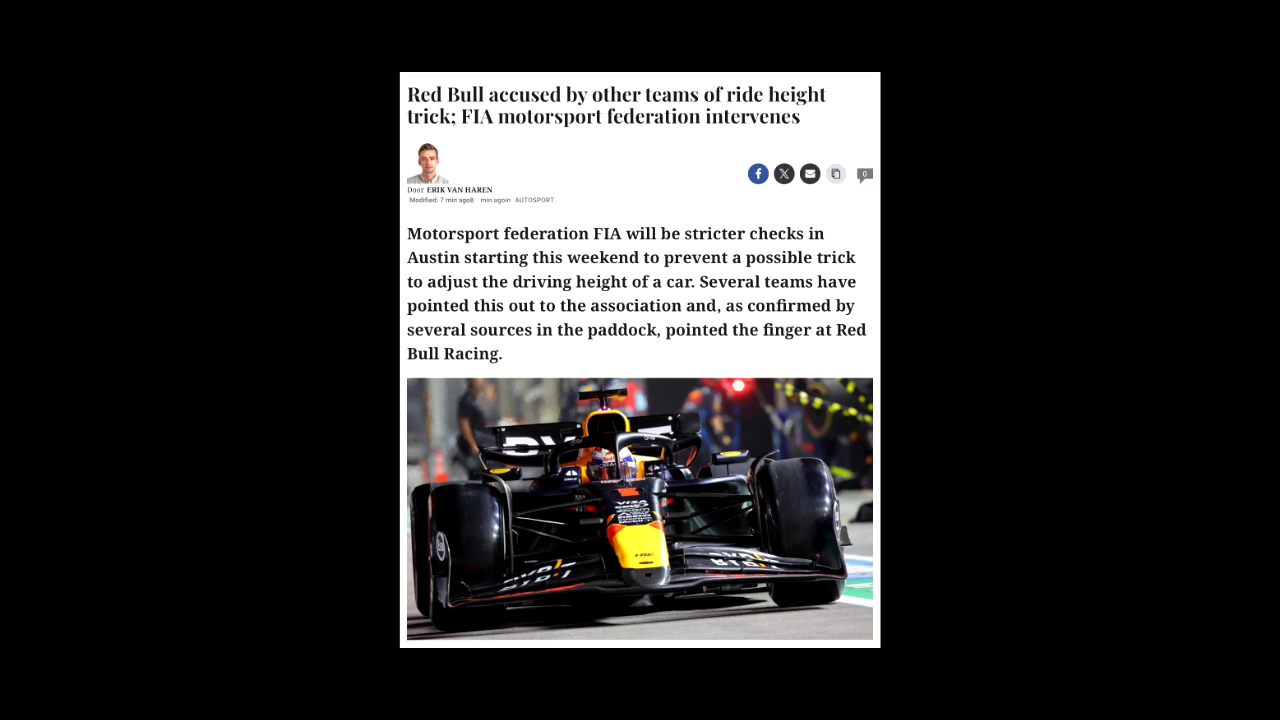 Red Bull accused by other teams of ride height
trick; FIA motorsport federation intervenes
Door ERIK VAN HAREN
Modified: 7 min ago8 min agoin AUTOSPORT
0
Motorsport federation FIA will be stricter checks in
Austin starting this weekend to prevent a possible trick
to adjust the driving height of a car. Several teams have
pointed this out to the association and, as confirmed by
several sources in the paddock, pointed the finger at Red
Bull Racing.
1
VISA